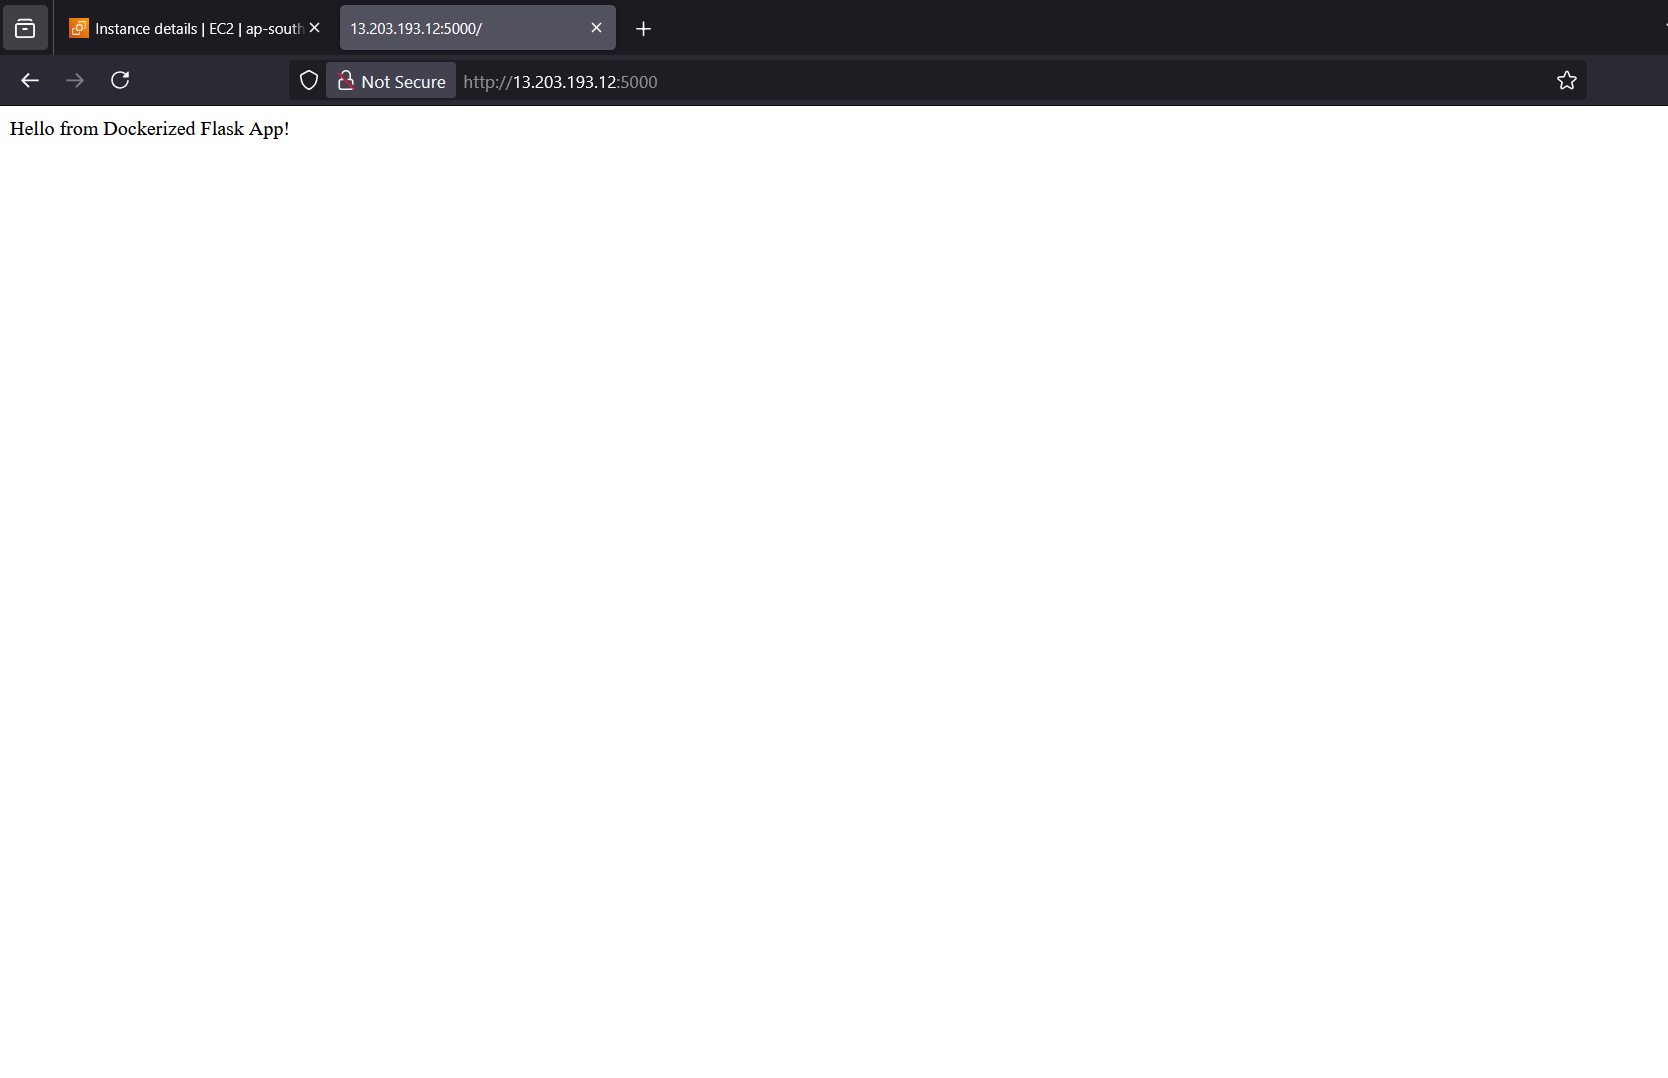 Instance details | EC2 | ap-south
13.203.193.12:5000/
Not Secure
http://13.203.193.12:5000
Hello from Dockerized Flask App!